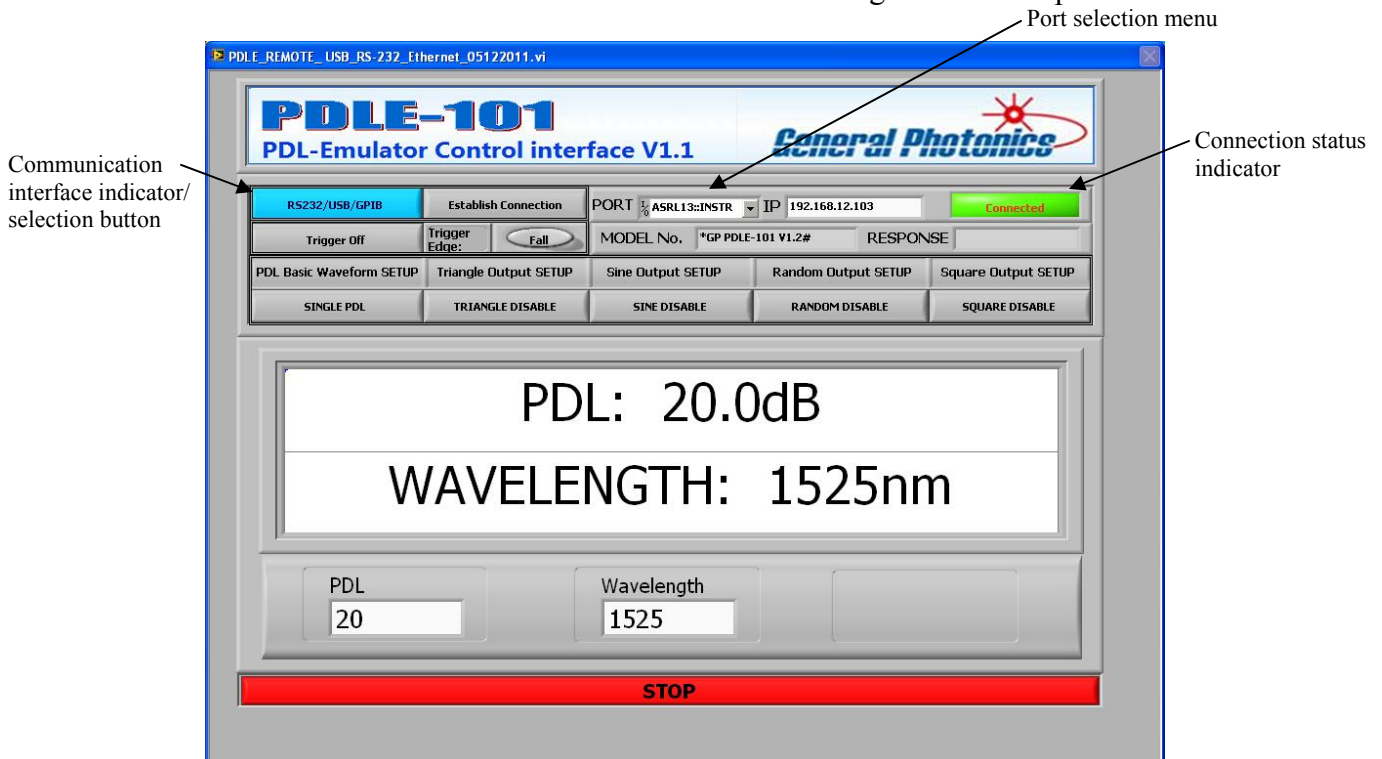 Port selection menu
PDLE_REMOTE_ USB_RS-232_Ethernet_05122011.vi
PDLE-101
PDL-Emulator Control interface V1.1
General Photonics
Connection status
indicator
Communication
interface indicator/
selection button
RS232/USB/GPIB
Establish Connection
PORT
ASRL13::INSTR
IP
192.168.12.103
Connected
Trigger Off
Trigger
Edge:
Fall
MODEL No.
*GP PDLE-101 V1.2#
RESPONSE
PDL Basic Waveform SETUP
Triangle Output SETUP
Sine Output SETUP
Random Output SETUP
Square Output SETUP
SINGLE PDL
TRIANGLE DISABLE
SINE DISABLE
RANDOM DISABLE
SQUARE DISABLE
PDL: 20.0dB
WAVELENGTH: 1525nm
PDL
20
Wavelength
1525
STOP